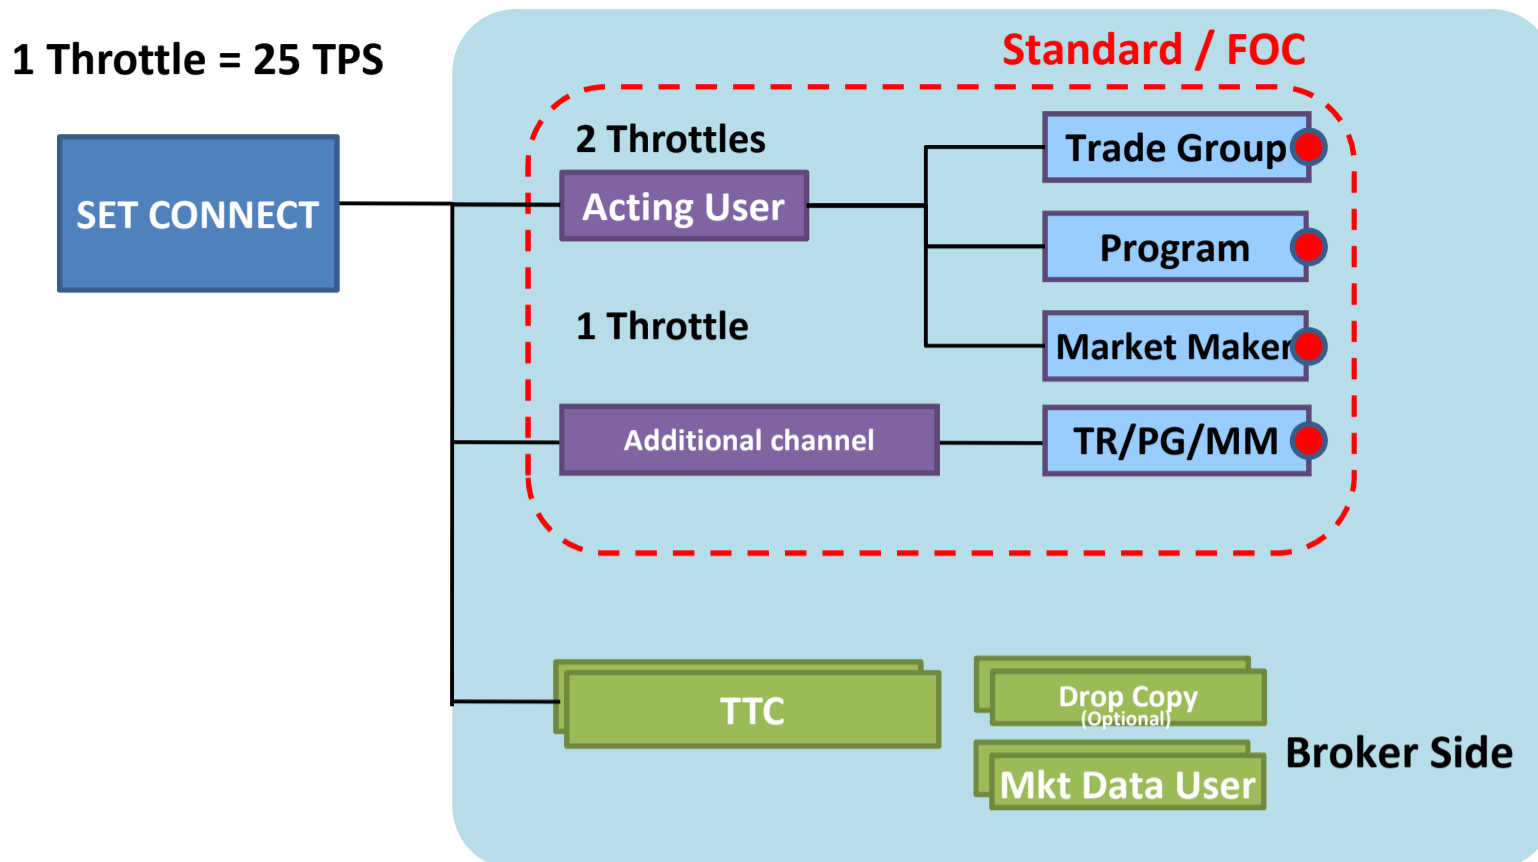 1 Throttle = 25 TPS
Standard / FOC
2 Throttles
Trade Group
SET CONNECT
Acting User
Program
1 Throttle
Market Maker
Additional channel
TR/PG/MM
TTC
Drop Copy
(Optional)
Broker Side
Mkt Data User